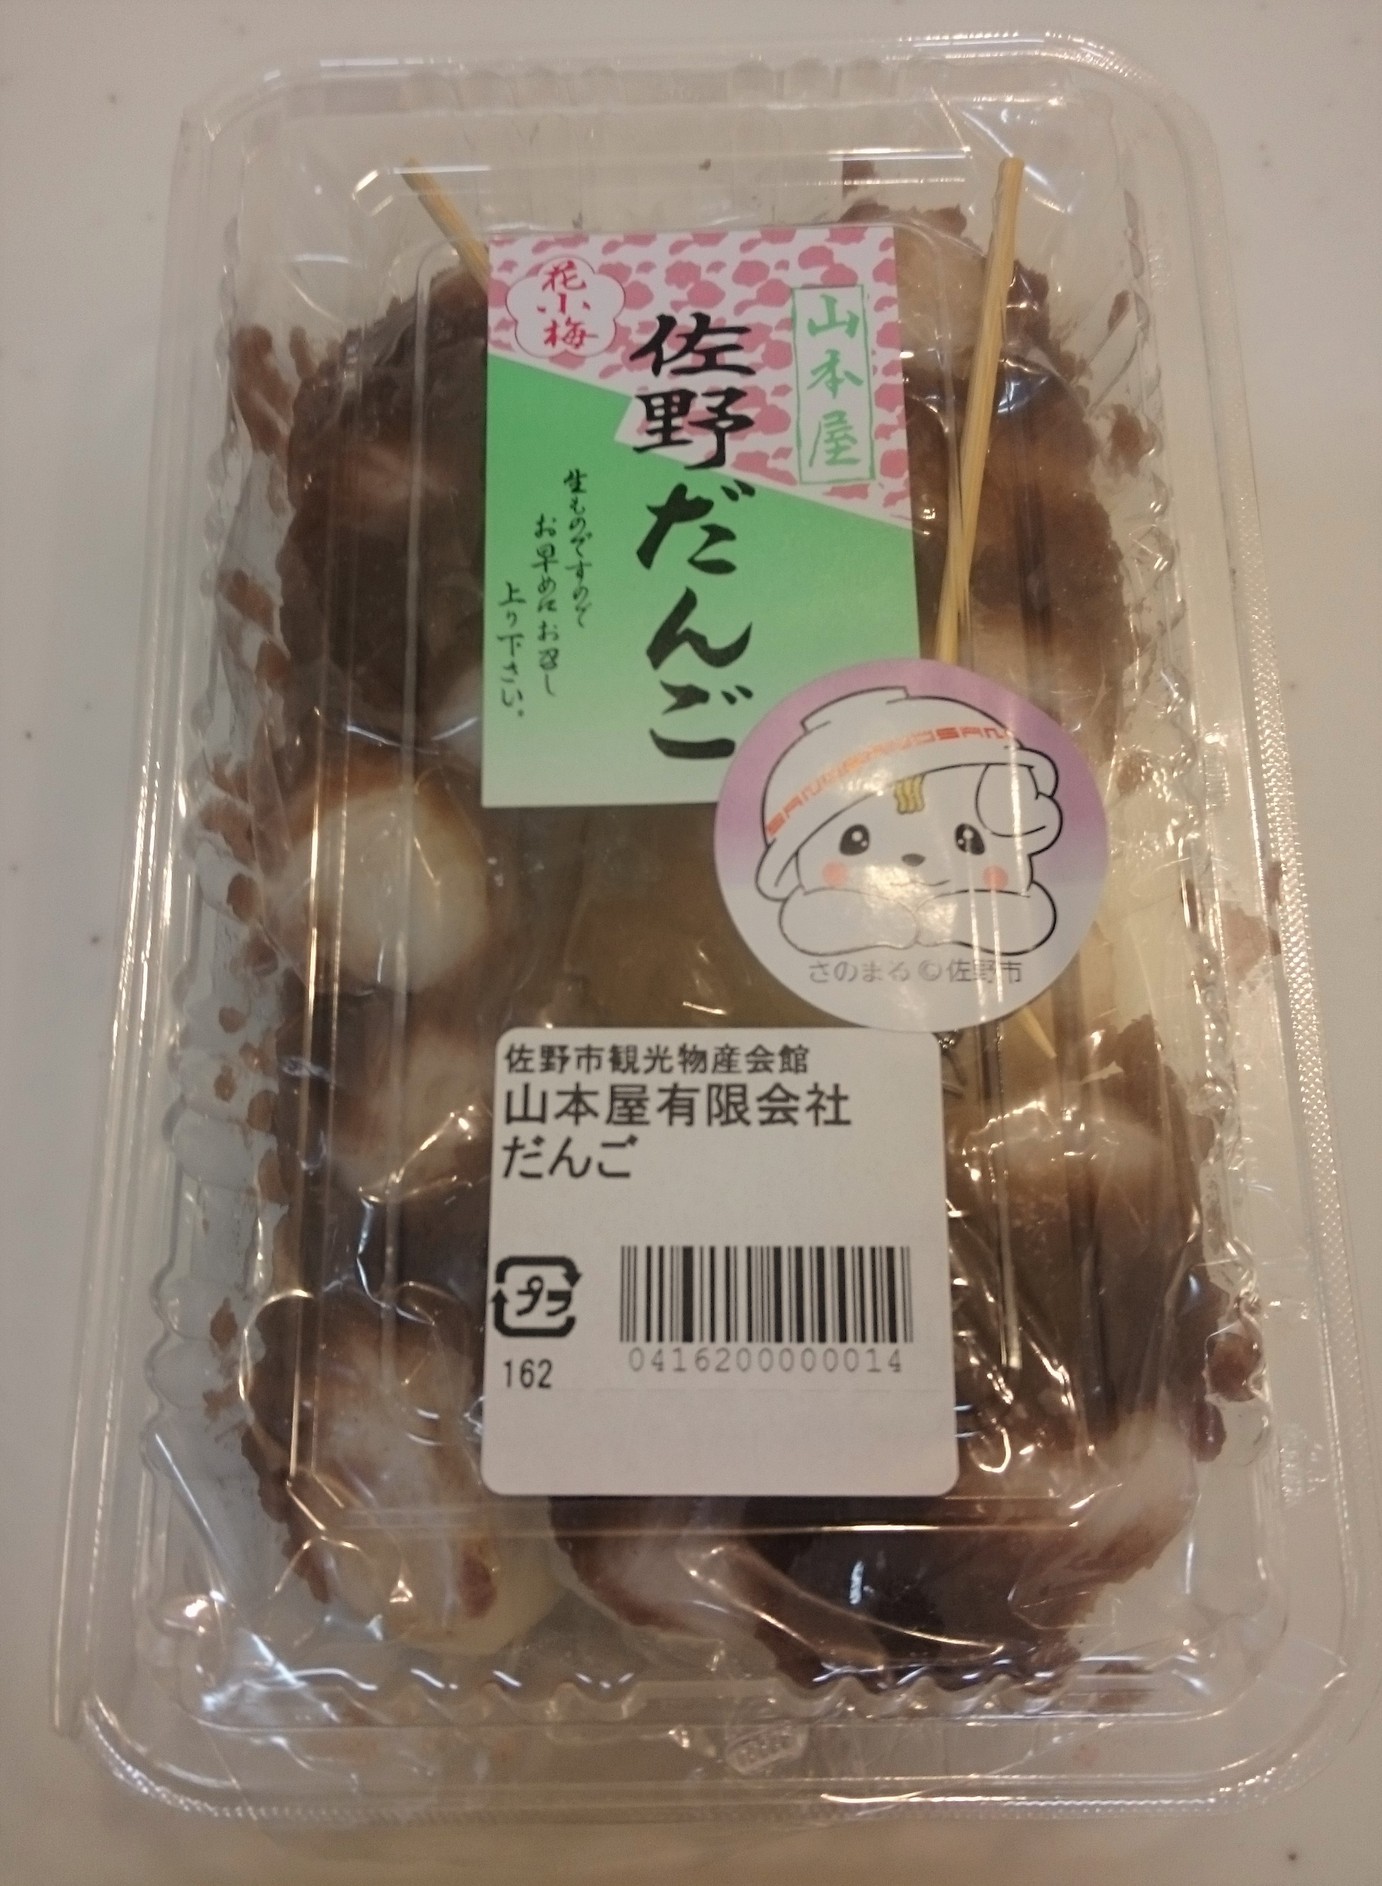 花小梅
山本屋
佐野だんご
生ものですので
お早めにお召し
上り下さい。
さのまる©佐野市
佐野市観光物産会館
山本屋有限会社
だんご
プラ
0416200000014
162